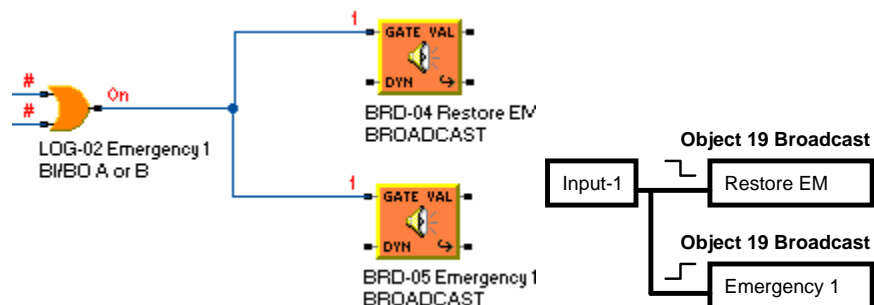 1
GATE VAL
DYN
BRD-04 Restore EM
BROADCAST
#
#
On
LOG-02 Emergency 1
BI/BO A or B
1
GATE VAL
DYN
BRD-05 Emergency 1
BROADCAST
Object 19 Broadcast
Input-1
Restore EM
Object 19 Broadcast
Emergency 1